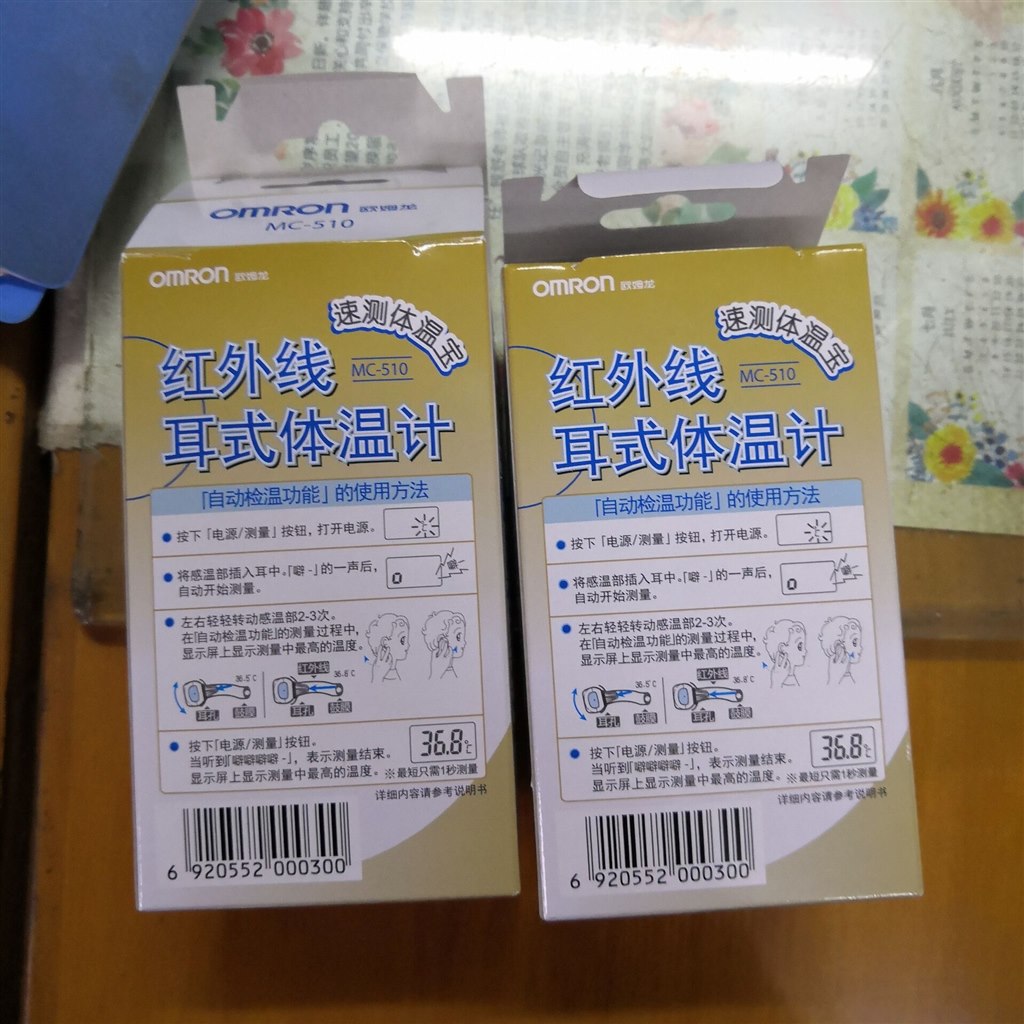 OMRON 欧姆龙
MC-510
OMRON 欧姆龙
速测体温宝
红外线 MC-510
耳式体温计
「自动检温功能」的使用方法
按下「电源/测量」按钮，打开电源。
将感温部插入耳中。「噼 -」的一声后，
自动开始测量。
左右轻轻转动感温部2-3次。
在「自动检温功能」的测量过程中，
显示屏上显示测量中最高的温度。
红外线
36.5℃ 36.8℃
耳孔 鼓膜 耳孔 鼓膜
按下「电源/测量」按钮。
当听到「噼噼噼噼 -」，表示测量结束。
显示屏上显示测量中最高的温度。※最短只需1秒测量
36.8℃
详细内容请参考说明书
6 920552 000300
OMRON 欧姆龙
速测体温宝
红外线 MC-510
耳式体温计
「自动检温功能」的使用方法
按下「电源/测量」按钮，打开电源。
将感温部插入耳中。「噼 -」的一声后，
自动开始测量。
左右轻轻转动感温部2-3次。
在「自动检温功能」的测量过程中，
显示屏上显示测量中最高的温度。
红外线
36.5℃ 36.8℃
耳孔 鼓膜 耳孔 鼓膜
按下「电源/测量」按钮。
当听到「噼噼噼噼 -」，表示测量结束。
显示屏上显示测量中最高的温度。※最短只需1秒测量
36.8℃
详细内容请参考说明书
6 920552 000300